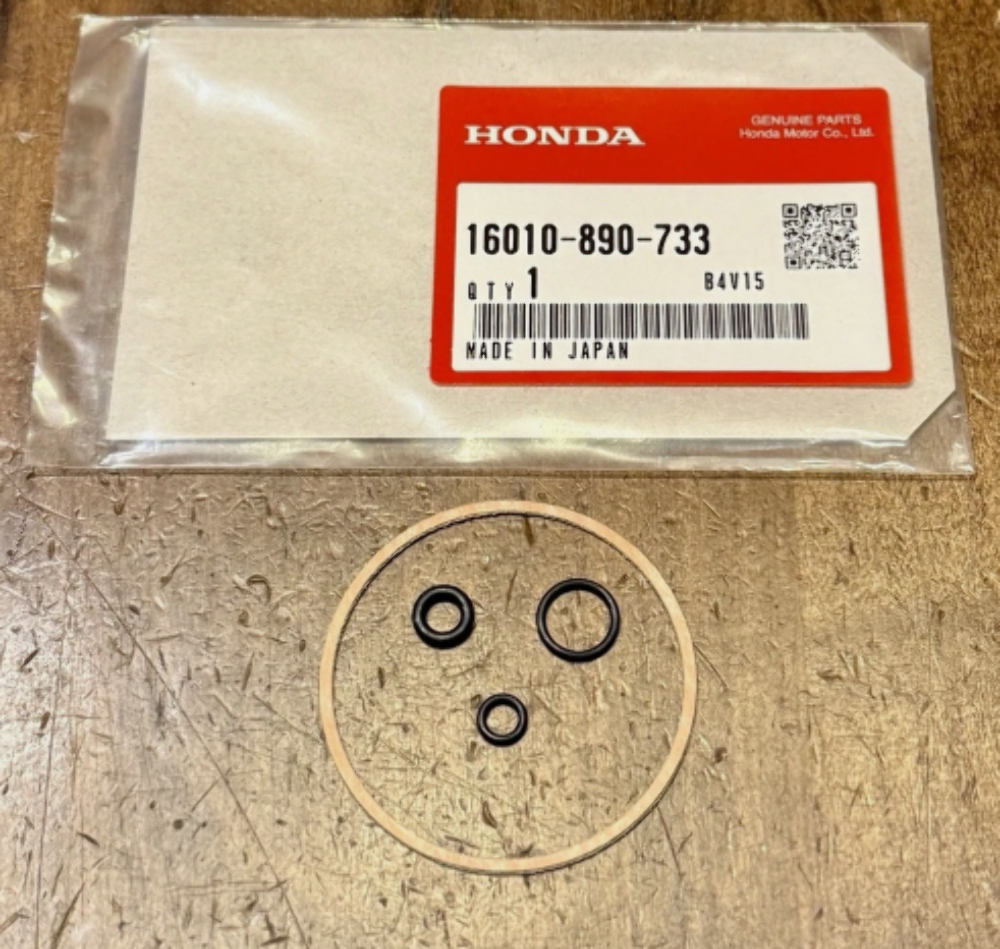 HONDA
GENUINE PARTS
Honda Motor Co., Ltd.
16010-890-733
QTY 1
B4V15
MADE IN JAPAN